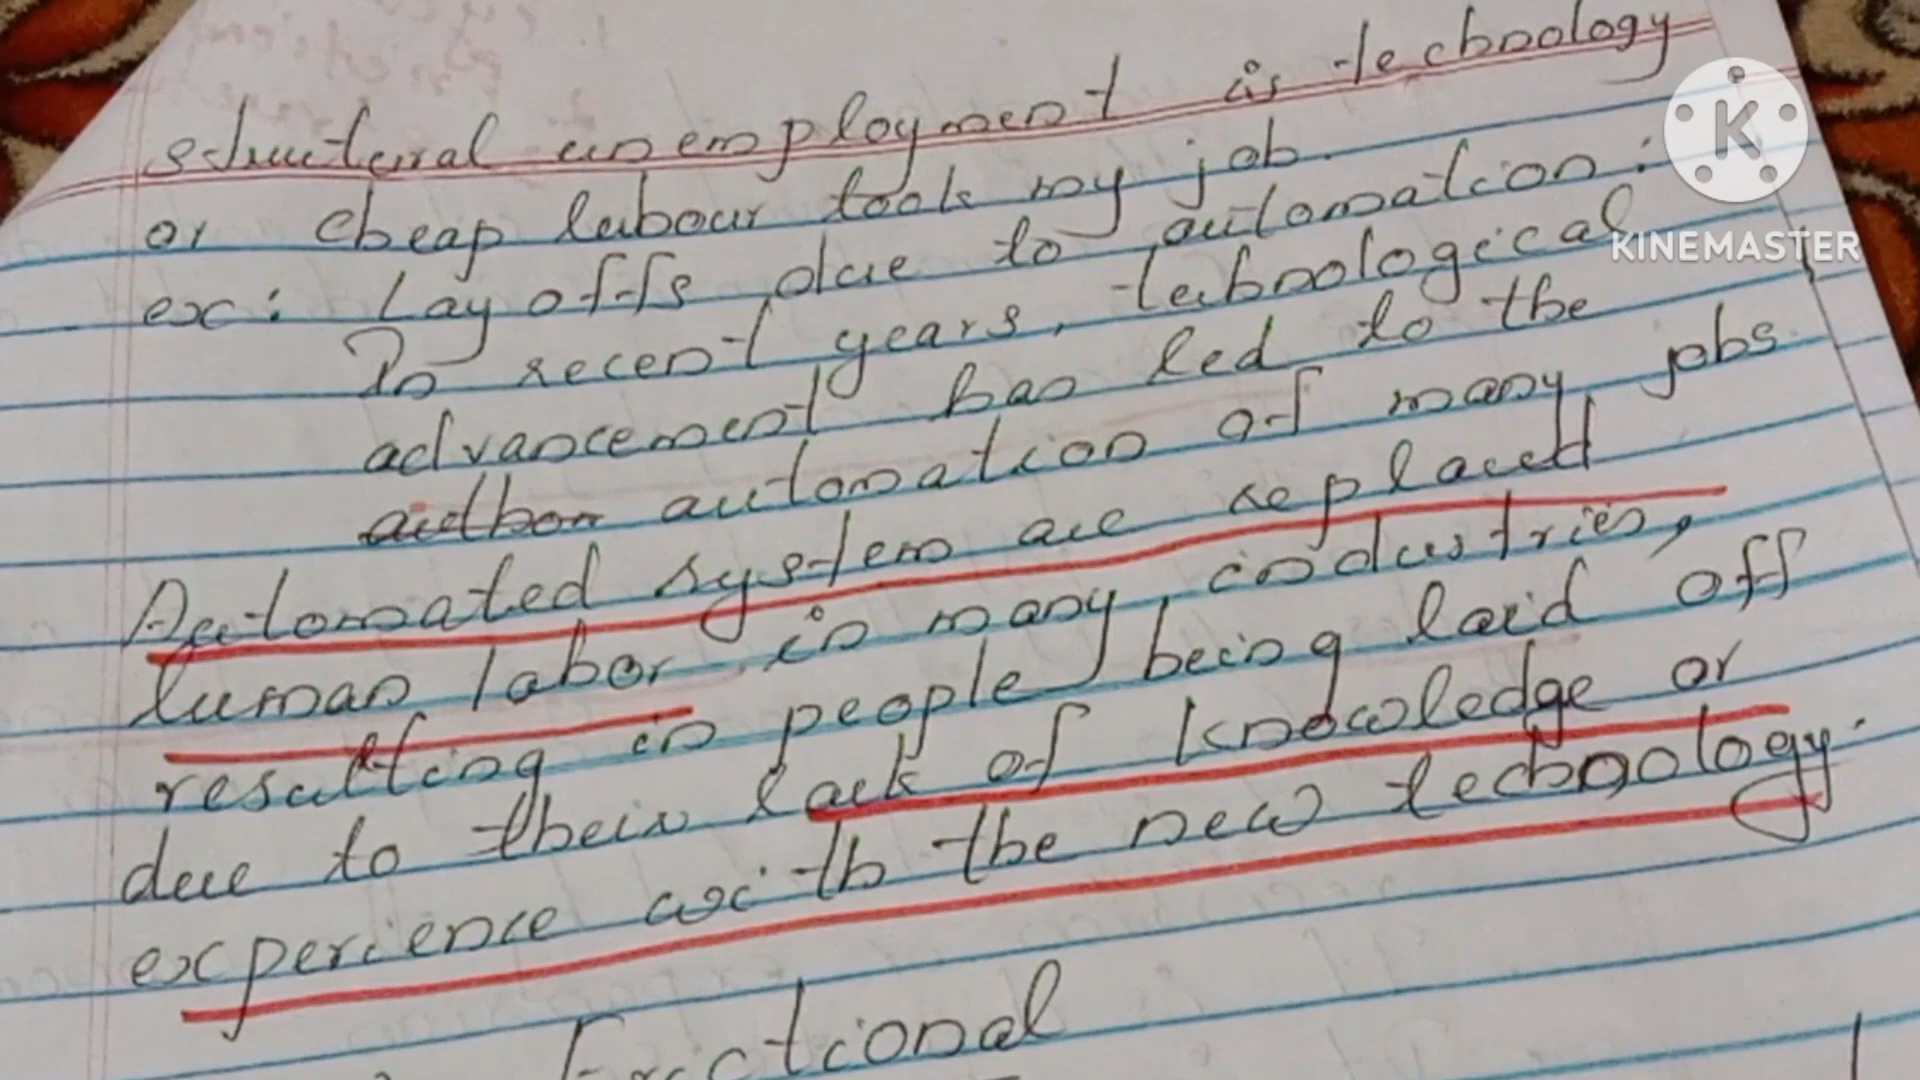 structural unemployment is technology
or cheap labour took my job.
ex: Lay offs due to automation:
In recent years, technological
advancement has led to the
author automation of many jobs.
Automated system are replaced
human labor in many industries,
resulting in people being laid off
due to their lack of knowledge or
experience with the new technology.
Frictional
K
KINEMASTER